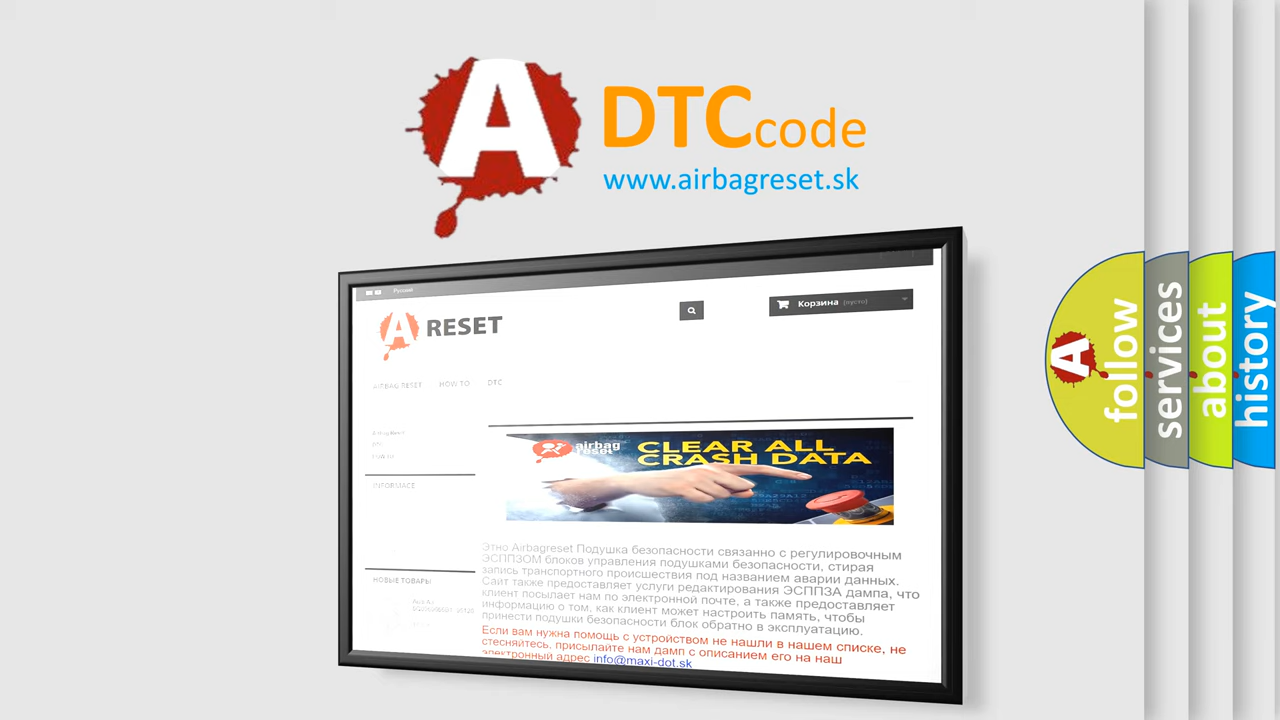 A DTCcode
www.airbagreset.sk
Русский
A RESET
Корзина (пусто)
AIRBAG RESET HOW TO DTC
INFORMACE
airbag
reset
CLEAR ALL
CRASH DATA
Этно Airbagreset Подушка безопасности связанно с регулировочным
ЭСППЗОМ блоков управления подушками безопасности, стирая
запись транспортного происшествия под названием аварии данных.
Сайт также предоставляет услуги редактирования ЭСППЗА дампа, что
клиент посылает нам по электронной почте, а также предоставляет
информацию о том, как клиент может настроить память, чтобы
принести подушки безопасности блок обратно в эксплуатацию.
Если вам нужна помощь с устройством не нашли в нашем списке, не
стесняйтесь, присылайте нам дамп с описанием его на наш
электронный адрес info@maxi-dot.sk
НОВЫЕ ТОВАРЫ
A follow
services
about
history